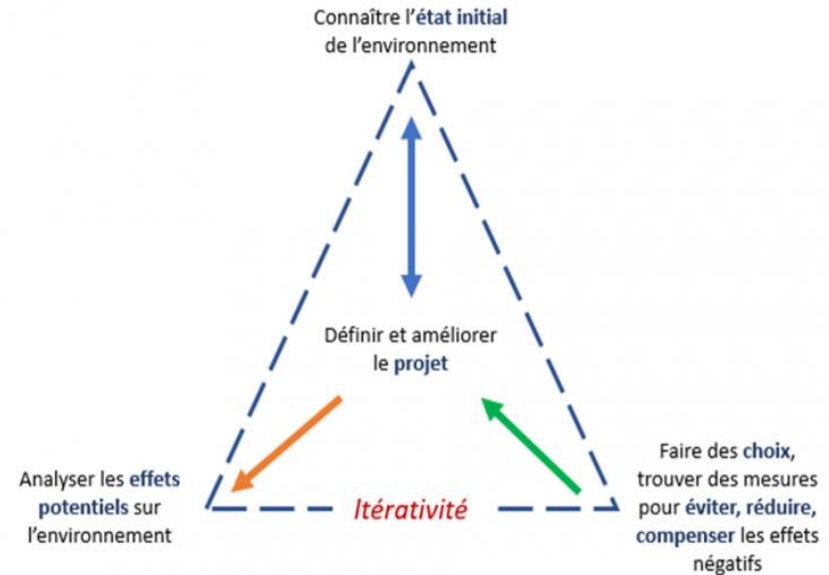 Connaître l'état initial
de l'environnement
Définir et améliorer
le projet
Analyser les effets
potentiels sur
l'environnement
Itérativité
Faire des choix,
trouver des mesures
pour éviter, réduire,
compenser les effets
négatifs